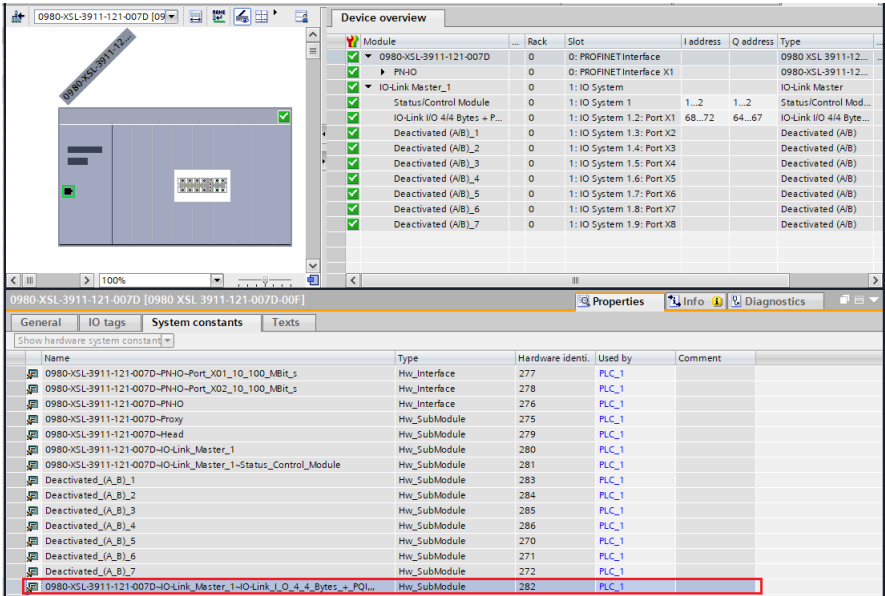 0980-XSL-3911-121-007D [09
Device overview
0980-XSL-3911-12...
100%
Module ... Rack Slot I address Q address Type ...
0980-XSL-3911-121-007D 0 0: PROFINET Interface 0980 XSL 3911-12... ...
PN-IO 0 0: PROFINET Interface X1 0980-XSL-3911-12...
IO-Link Master_1 0 1: IO System IO-Link Master
Status/Control Module 0 1: IO System 1 1...2 1...2 Status/Control Mod...
IO-Link I/O 4/4 Bytes + P... 0 1: IO System 1.2: Port X1 68...72 64...67 IO-Link I/O 4/4 Byte...
Deactivated (A/B)_1 0 1: IO System 1.3: Port X2 Deactivated (A/B)
Deactivated (A/B)_2 0 1: IO System 1.4: Port X3 Deactivated (A/B)
Deactivated (A/B)_3 0 1: IO System 1.5: Port X4 Deactivated (A/B)
Deactivated (A/B)_4 0 1: IO System 1.6: Port X5 Deactivated (A/B)
Deactivated (A/B)_5 0 1: IO System 1.7: Port X6 Deactivated (A/B)
Deactivated (A/B)_6 0 1: IO System 1.8: Port X7 Deactivated (A/B)
Deactivated (A/B)_7 0 1: IO System 1.9: Port X8 Deactivated (A/B)
0980-XSL-3911-121-007D [0980 XSL 3911-121-007D-00F]
Properties Info Diagnostics
General IO tags System constants Texts
Show hardware system constant
Name Type Hardware identi. Used by Comment
0980-XSL-3911-121-007D~PN-IO~Port_X01_10_100_MBit_s Hw_Interface 277 PLC_1
0980-XSL-3911-121-007D~PN-IO~Port_X02_10_100_MBit_s Hw_Interface 278 PLC_1
0980-XSL-3911-121-007D~PN-IO Hw_Interface 276 PLC_1
0980-XSL-3911-121-007D~Proxy Hw_SubModule 275 PLC_1
0980-XSL-3911-121-007D~Head Hw_SubModule 279 PLC_1
0980-XSL-3911-121-007D~IO-Link_Master_1 Hw_SubModule 280 PLC_1
0980-XSL-3911-121-007D~IO-Link_Master_1~Status_Control_Module Hw_SubModule 281 PLC_1
Deactivated_(A_B)_1 Hw_SubModule 283 PLC_1
Deactivated_(A_B)_2 Hw_SubModule 284 PLC_1
Deactivated_(A_B)_3 Hw_SubModule 285 PLC_1
Deactivated_(A_B)_4 Hw_SubModule 286 PLC_1
Deactivated_(A_B)_5 Hw_SubModule 270 PLC_1
Deactivated_(A_B)_6 Hw_SubModule 271 PLC_1
Deactivated_(A_B)_7 Hw_SubModule 272 PLC_1
0980-XSL-3911-121-007D~IO-Link_Master_1~IO-Link_I_O_4_4_Bytes_+_PQI,,, Hw_SubModule 282 PLC_1